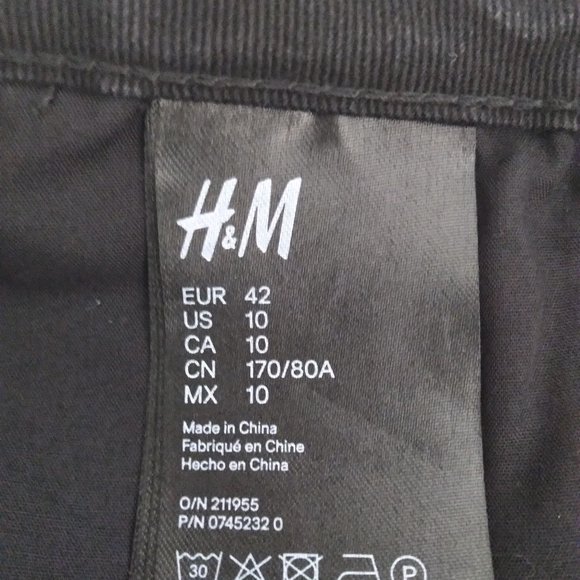 H&M
EUR 42
US 10
CA 10
CN 170/80A
MX 10
Made in China
Fabriqué en Chine
Hecho en China
O/N 211955
P/N 0745232 0
30
P